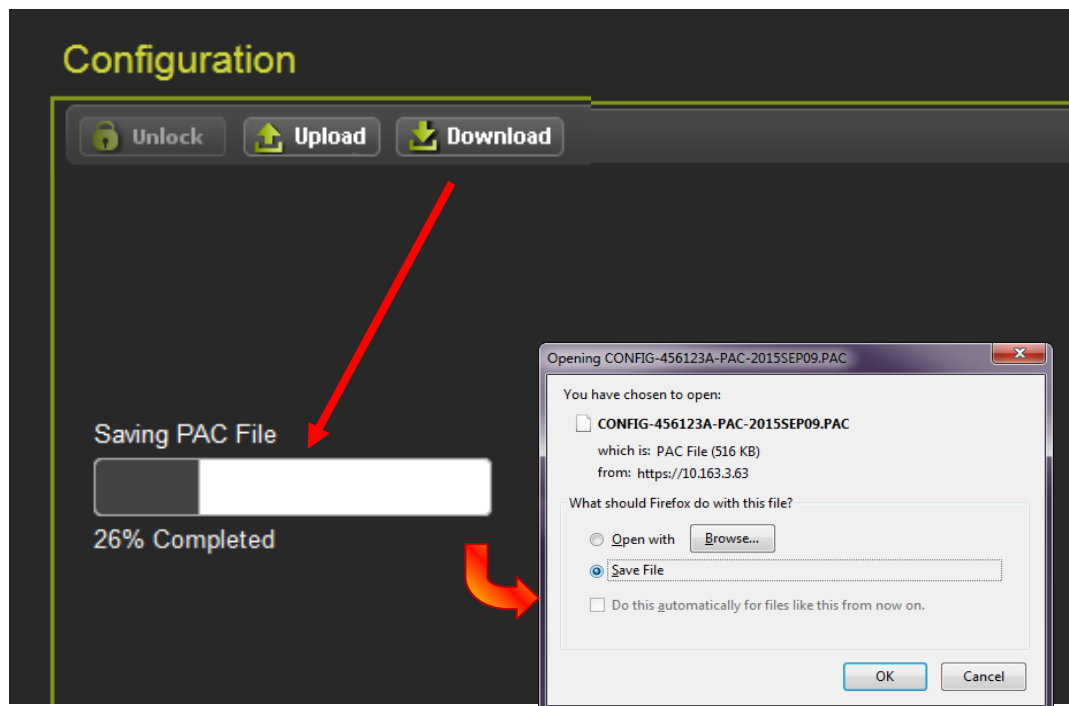 Configuration
Unlock Upload Download
Saving PAC File
26% Completed
Opening CONFIG-456123A-PAC-2015SEP09.PAC
You have chosen to open:
CONFIG-456123A-PAC-2015SEP09.PAC
which is: PAC File (516 KB)
from: https://10.163.3.63
What should Firefox do with this file?
Open with Browse...
Save File
Do this automatically for files like this from now on.
OK Cancel